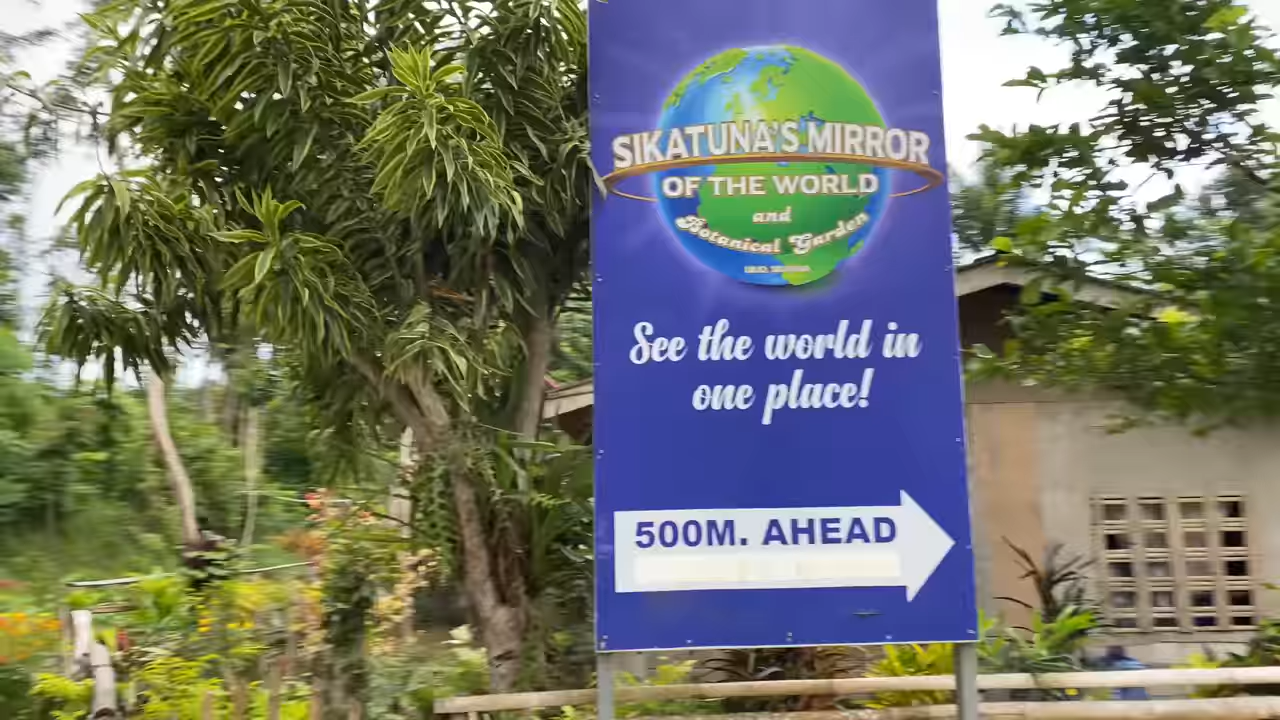 SIKATUNA'S MIRROR
OF THE WORLD
and
Botanical Garden
See the world in
one place!
500M. AHEAD